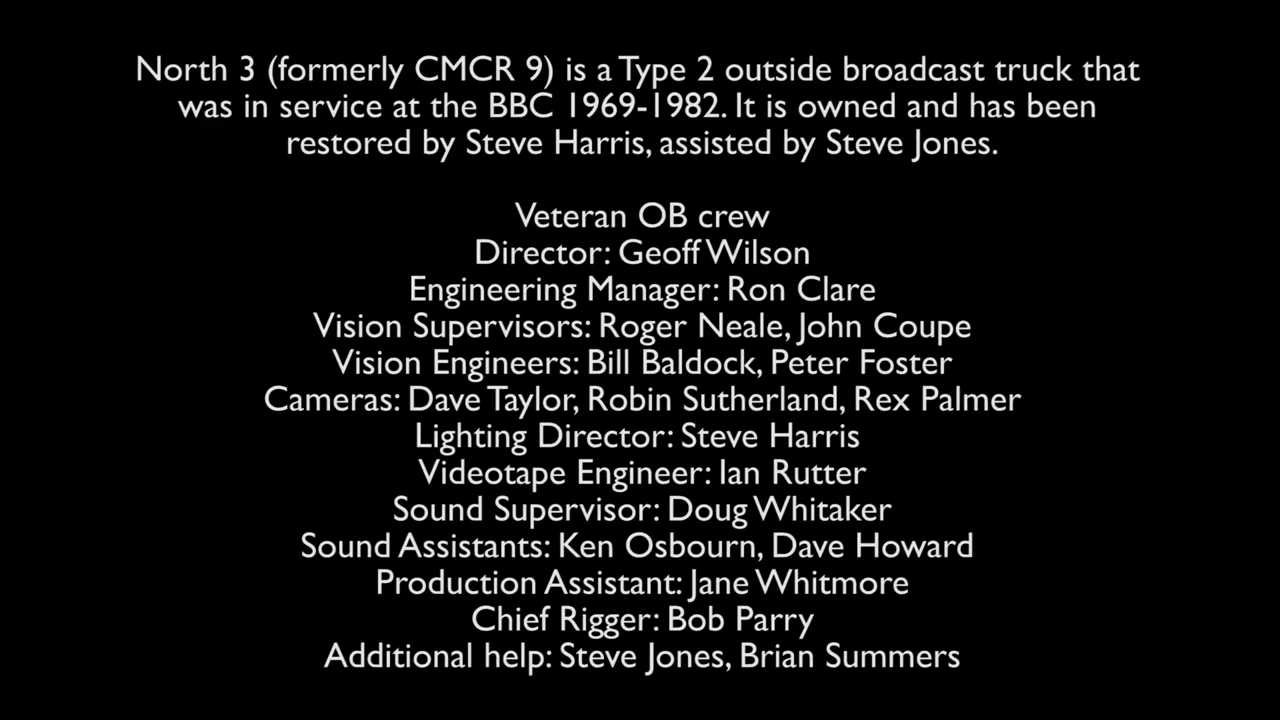 North 3 (formerly CMCR 9) is a Type 2 outside broadcast truck that
was in service at the BBC 1969-1982. It is owned and has been
restored by Steve Harris, assisted by Steve Jones.
Veteran OB crew
Director: Geoff Wilson
Engineering Manager: Ron Clare
Vision Supervisors: Roger Neale, John Coupe
Vision Engineers: Bill Baldock, Peter Foster
Cameras: Dave Taylor, Robin Sutherland, Rex Palmer
Lighting Director: Steve Harris
Videotape Engineer: Ian Rutter
Sound Supervisor: Doug Whitaker
Sound Assistants: Ken Osbourn, Dave Howard
Production Assistant: Jane Whitmore
Chief Rigger: Bob Parry
Additional help: Steve Jones, Brian Summers